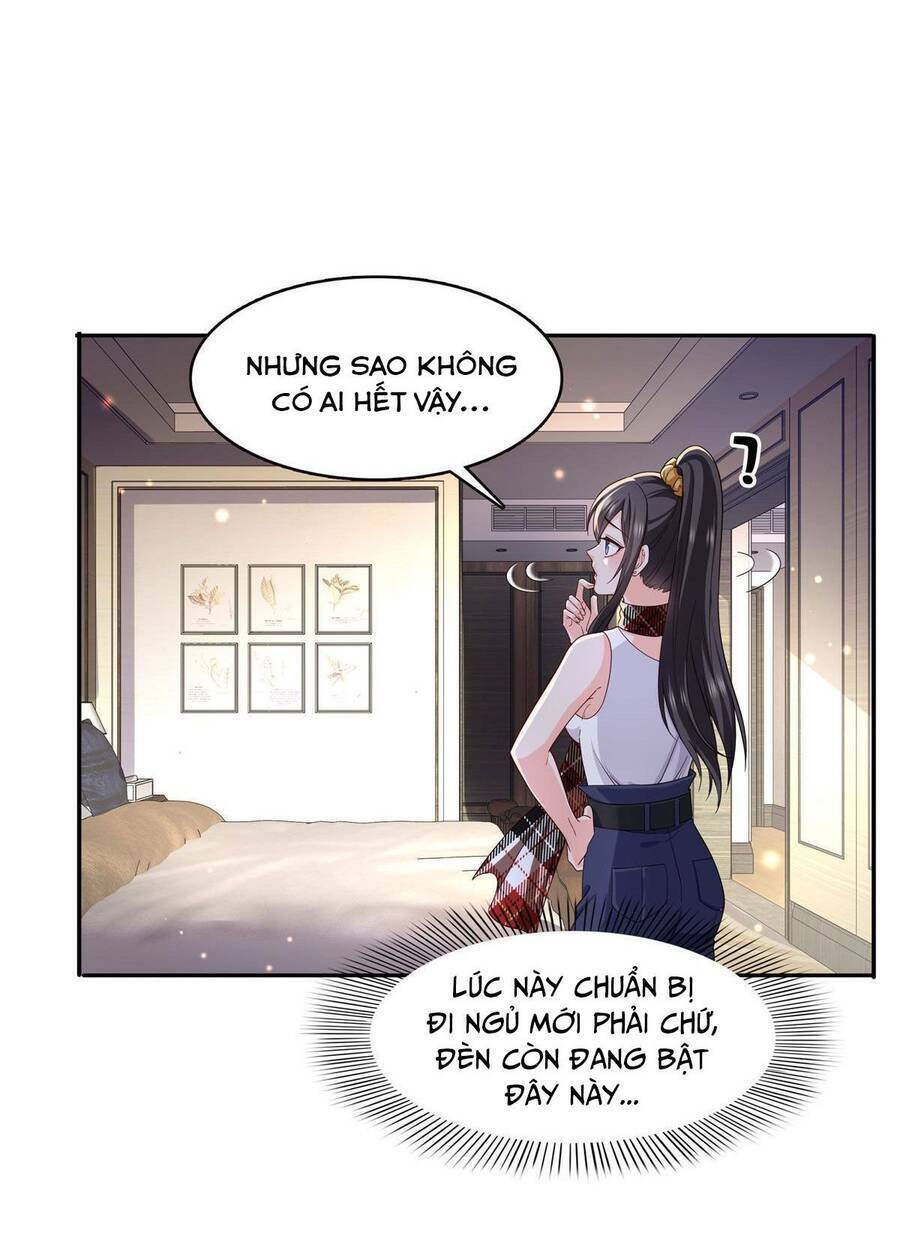 NHƯNG SAO KHÔNG
CÓ AI HẾT VẬY...
?
LÚC NÀY CHUẨN BỊ
ĐI NGỦ MỚI PHẢI CHỨ,
ĐÈN CÒN ĐANG BẬT
ĐÂY NÀY...